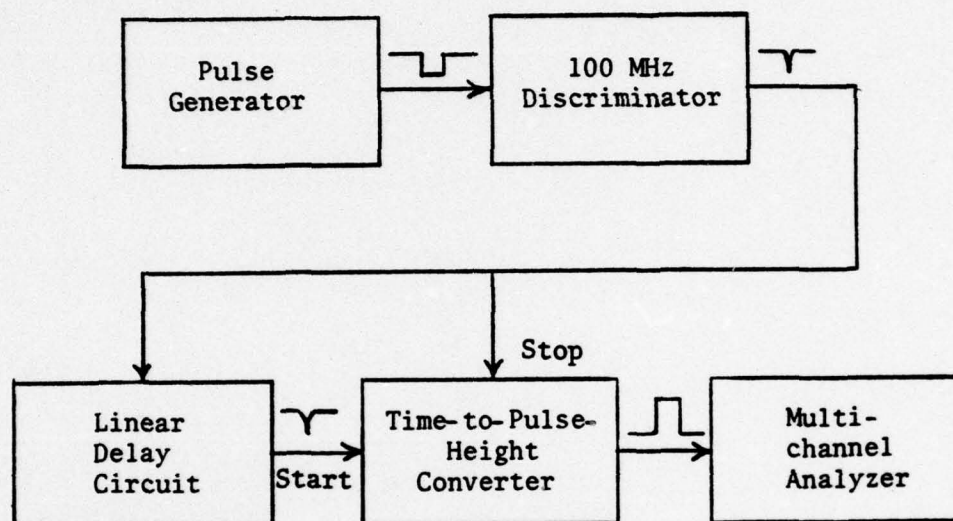 Pulse
Generator
100 MHz
Discriminator
Stop
Linear
Delay
Circuit
Start
Time-to-Pulse-
Height
Converter
Multi-
channel
Analyzer